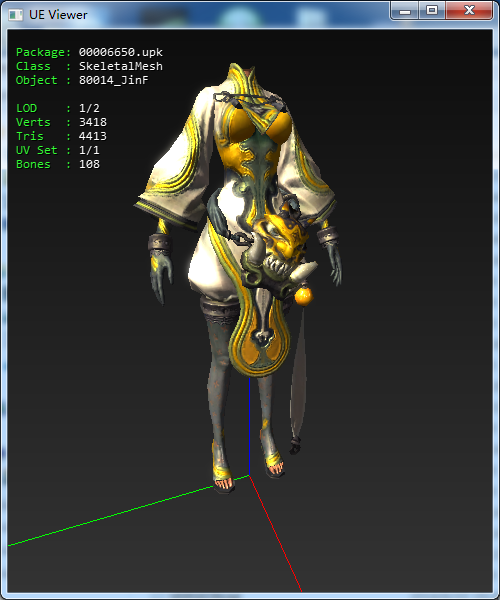 UE Viewer
Package: 00006650.upk
Class : SkeletalMesh
Object : 80014_JinF
LOD : 1/2
Verts : 3418
Tris : 4413
UV Set : 1/1
Bones : 108